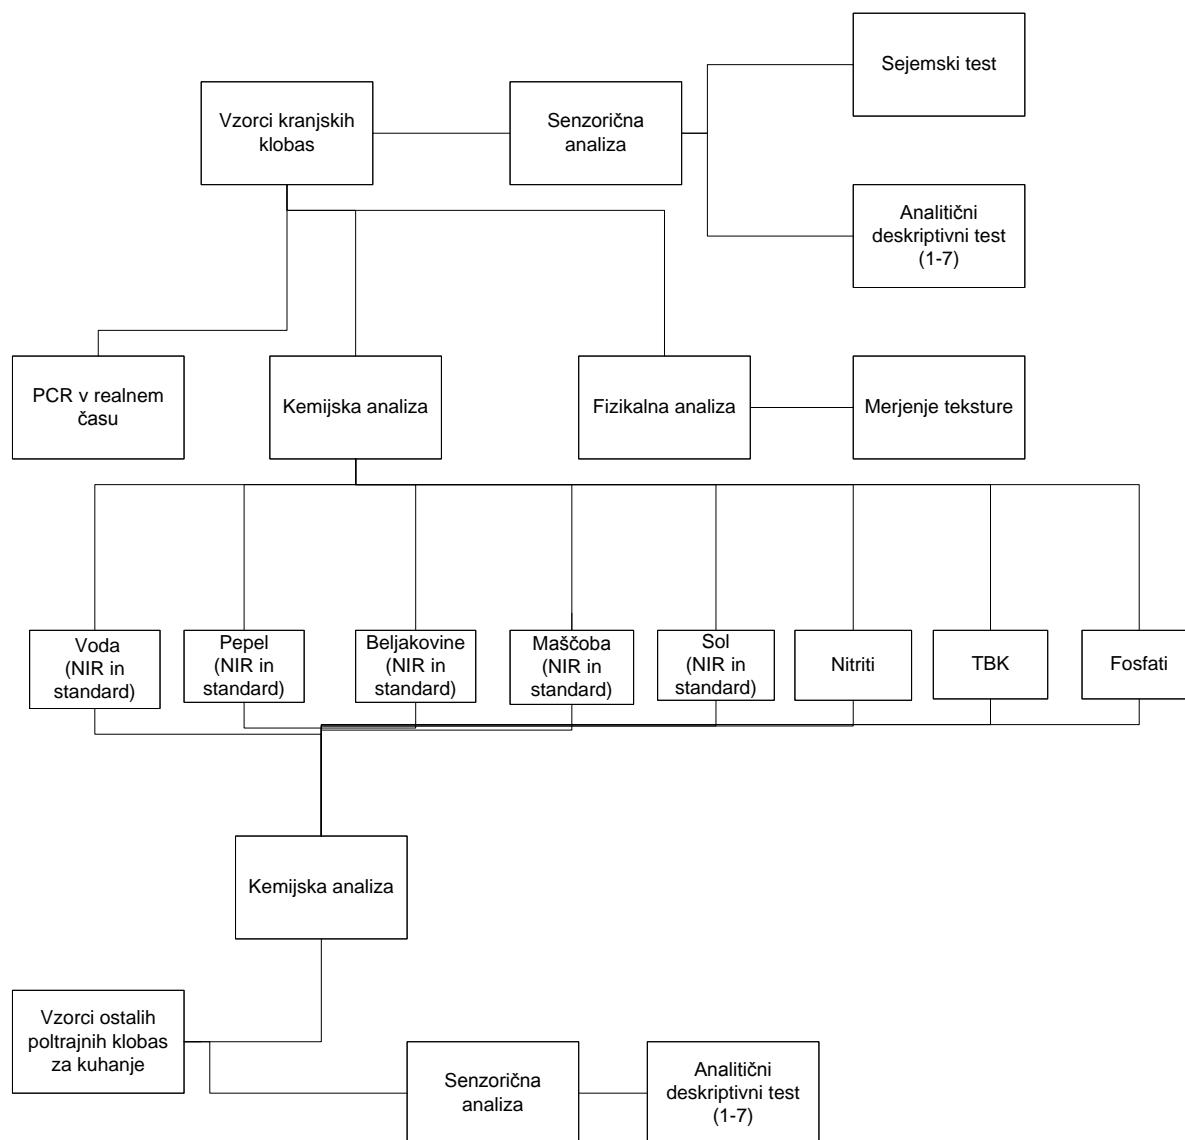 Sejemski test
Vzorci kranjskih
klobas
Senzorična
analiza
Analitični
deskriptivni test
(1-7)
PCR v realnem
času
Kemijska analiza
Fizikalna analiza
Merjenje teksture
Voda
(NIR in
standard)
Pepel
(NIR in
standard)
Beljakovine
(NIR in
standard)
Maščoba
(NIR in
standard)
Sol
(NIR in
standard)
Nitriti
TBK
Fosfati
Kemijska analiza
Vzorci ostalih
poltrajnih klobas
za kuhanje
Senzorična
analiza
Analitični
deskriptivni test
(1-7)